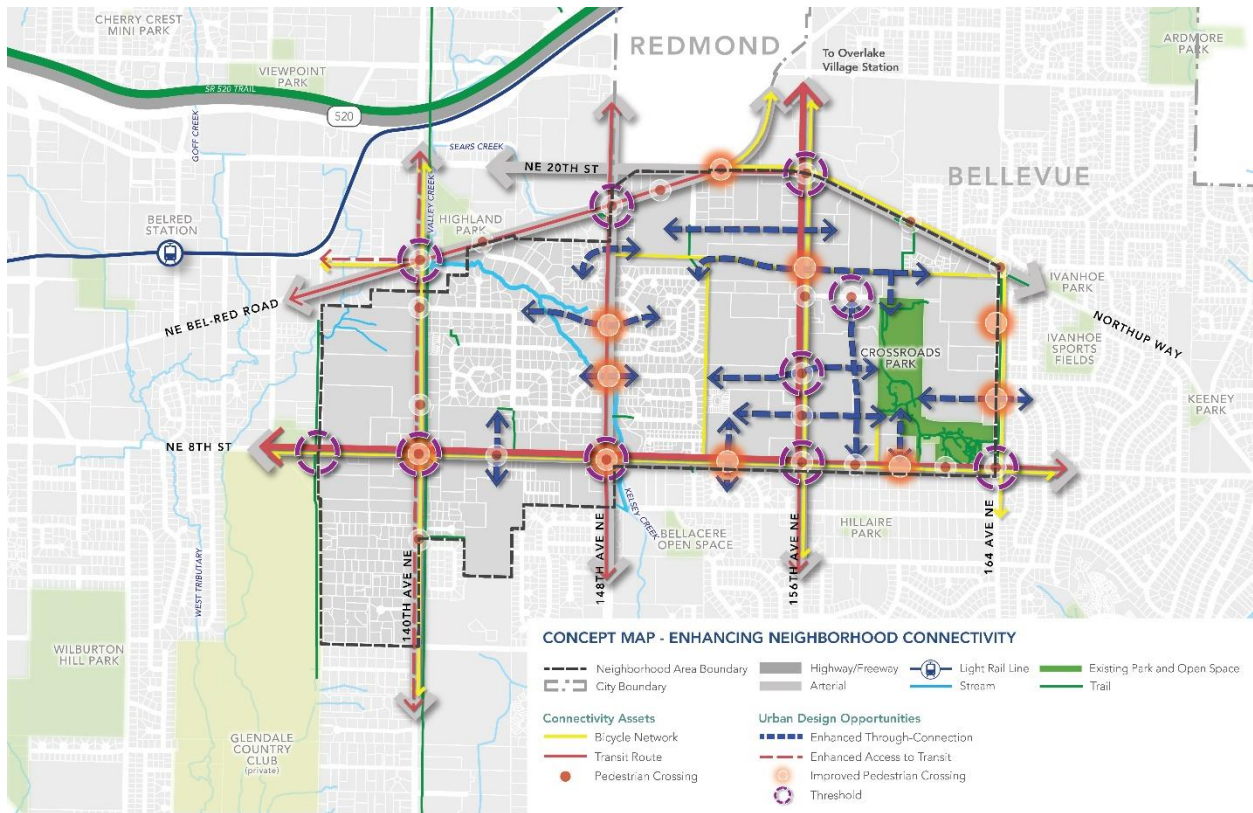 CHERRY CREST
MINI PARK
REDMOND
ARDMORE
PARK
To Overlake
Village Station
VIEWPOINT
PARK
SR 520 TRAIL
520
GOFF CREEK
SEARS CREEK
NE 20TH ST
BELLEVUE
VALLEY CREEK
BELRED
STATION
HIGHLAND
PARK
IVANHOE
PARK
NE BEL-RED ROAD
NORTHUP WAY
CROSSROADS
PARK
IVANHOE
SPORTS
FIELDS
KEENEY
PARK
NE 8TH ST
KELSEY CREEK
BELLACERE
OPEN SPACE
HILLAIRE
PARK
140TH AVE NE
148TH AVE NE
156TH AVE NE
164 AVE NE
WEST TRIBUTARY
WILBURTON
HILL PARK
GLENDALE
COUNTRY
CLUB
(private)
CONCEPT MAP - ENHANCING NEIGHBORHOOD CONNECTIVITY
Neighborhood Area Boundary
City Boundary
Highway/Freeway
Arterial
Light Rail Line
Stream
Existing Park and Open Space
Trail
Connectivity Assets
Bicycle Network
Transit Route
Pedestrian Crossing
Urban Design Opportunities
Enhanced Through-Connection
Enhanced Access to Transit
Improved Pedestrian Crossing
Threshold